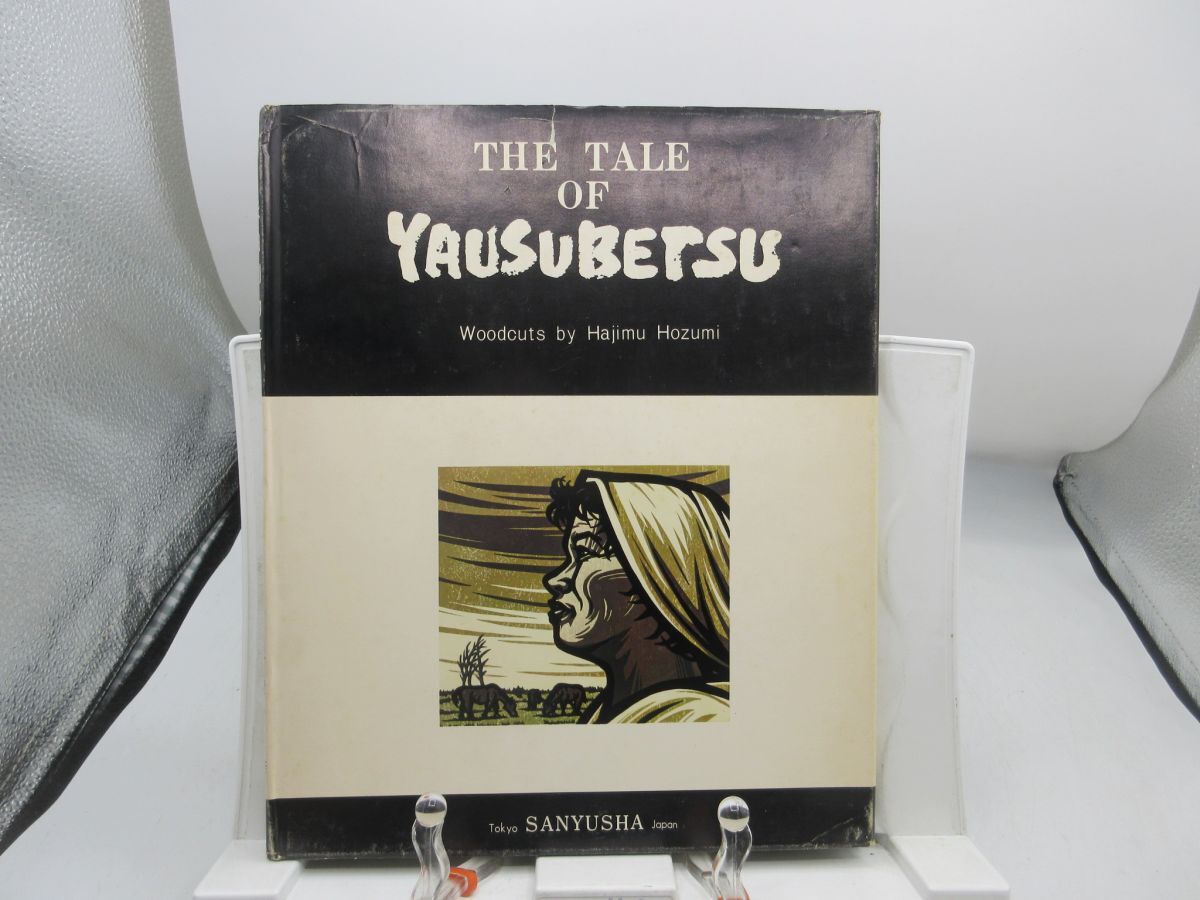 THE TALE
OF
YAUSUBETSU
Woodcuts by Hajimu Hozumi
Tokyo SANYUSHA Japan